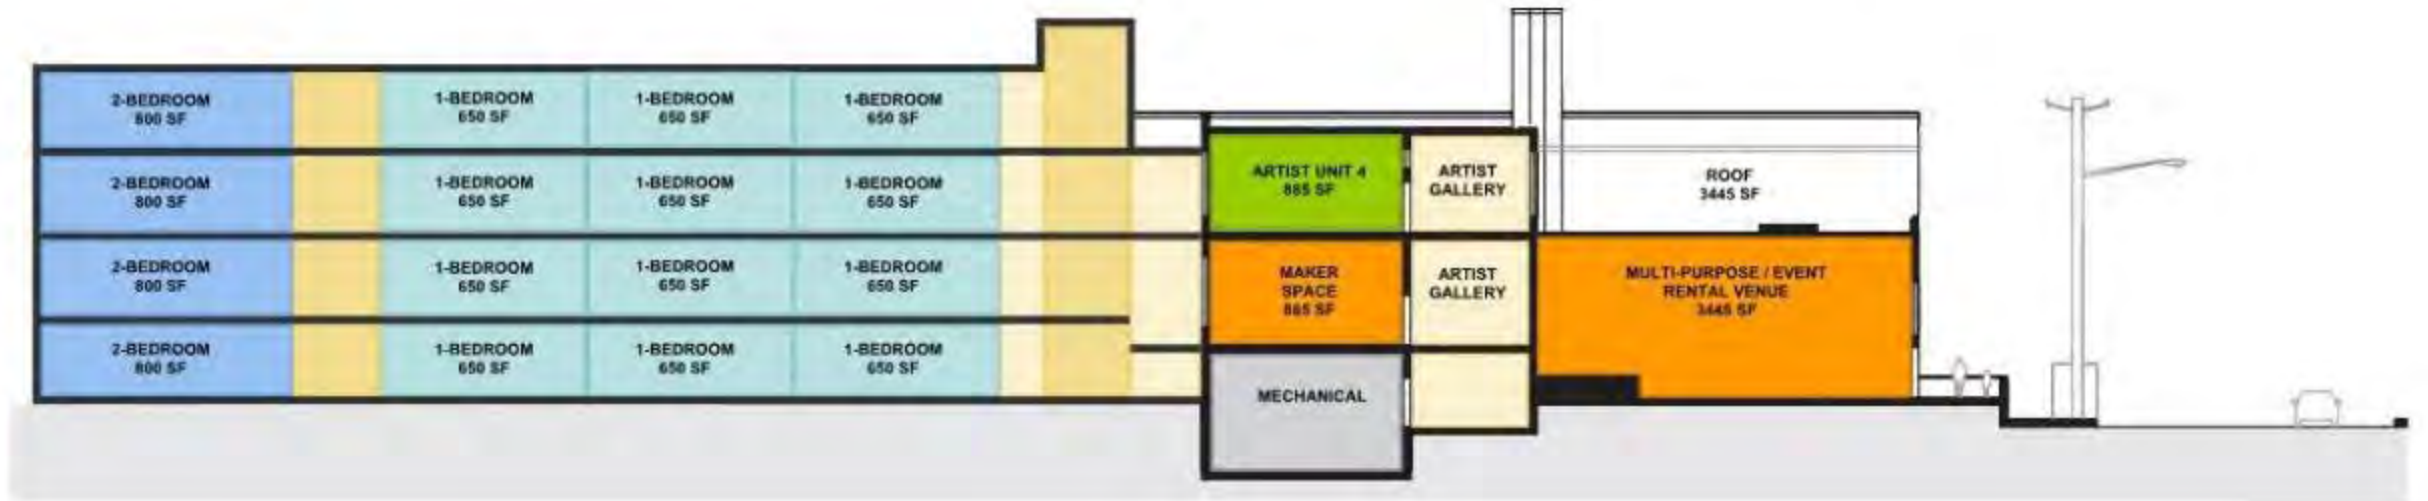 2-BEDROOM
800 SF
1-BEDROOM
650 SF
1-BEDROOM
650 SF
1-BEDROOM
650 SF
2-BEDROOM
800 SF
1-BEDROOM
650 SF
1-BEDROOM
650 SF
1-BEDROOM
650 SF
ARTIST UNIT 4
885 SF
ARTIST
GALLERY
ROOF
3445 SF
2-BEDROOM
800 SF
1-BEDROOM
650 SF
1-BEDROOM
650 SF
1-BEDROOM
650 SF
MAKER
SPACE
885 SF
ARTIST
GALLERY
MULTI-PURPOSE / EVENT
RENTAL VENUE
3445 SF
2-BEDROOM
800 SF
1-BEDROOM
650 SF
1-BEDROOM
650 SF
1-BEDROOM
650 SF
MECHANICAL